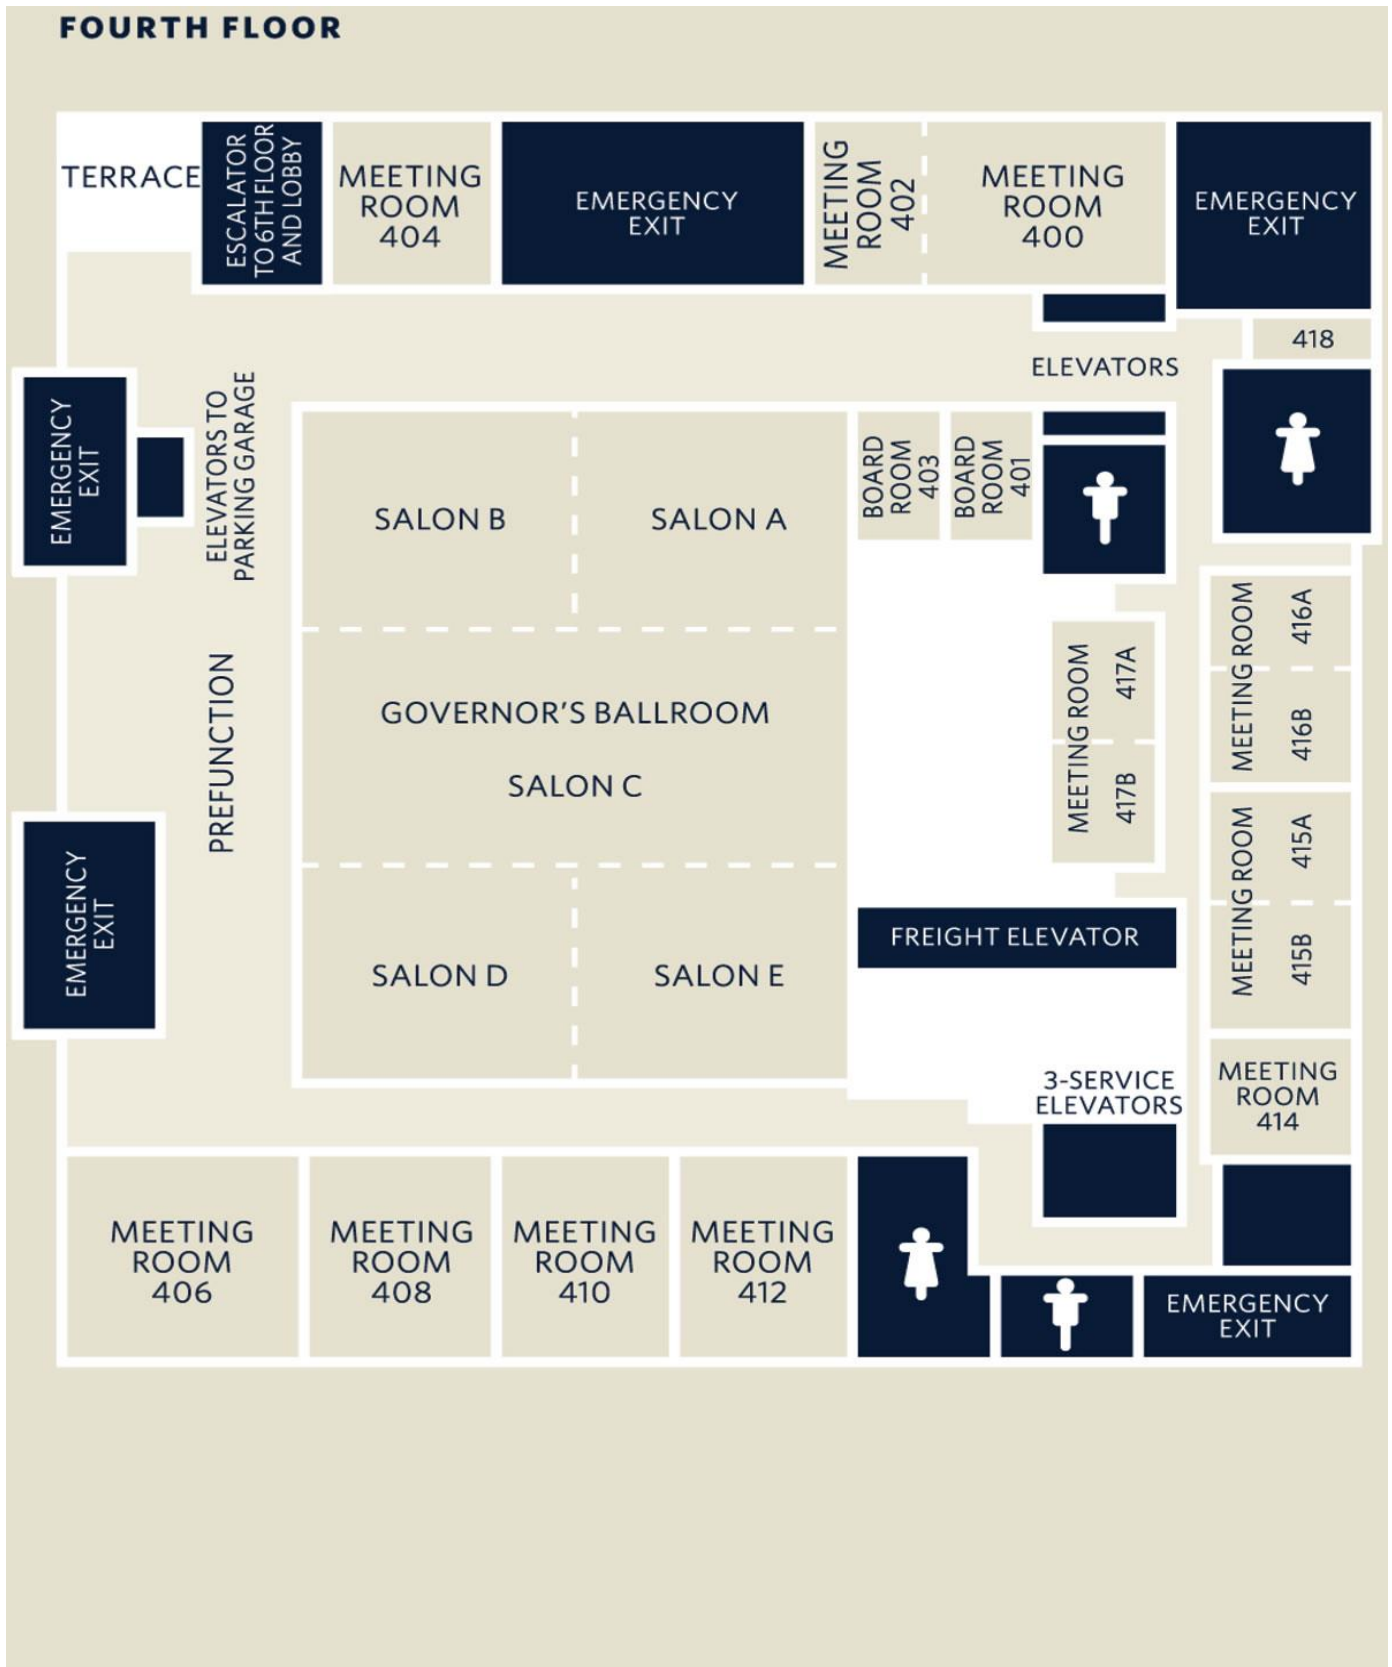 FOURTH FLOOR
TERRACE
ESCALATOR
TO 6TH FLOOR
AND LOBBY
MEETING
ROOM
404
EMERGENCY
EXIT
MEETING
ROOM
402
MEETING
ROOM
400
EMERGENCY
EXIT
418
ELEVATORS
EMERGENCY
EXIT
ELEVATORS TO
PARKING GARAGE
SALON B
SALON A
BOARD
ROOM
403
BOARD
ROOM
401
PREFUNCTION
GOVERNOR'S BALLROOM
SALON C
MEETING ROOM
417A
417B
MEETING ROOM
416A
416B
MEETING ROOM
415A
415B
EMERGENCY
EXIT
SALON D
SALON E
FREIGHT ELEVATOR
3-SERVICE
ELEVATORS
MEETING
ROOM
414
MEETING
ROOM
406
MEETING
ROOM
408
MEETING
ROOM
410
MEETING
ROOM
412
EMERGENCY
EXIT